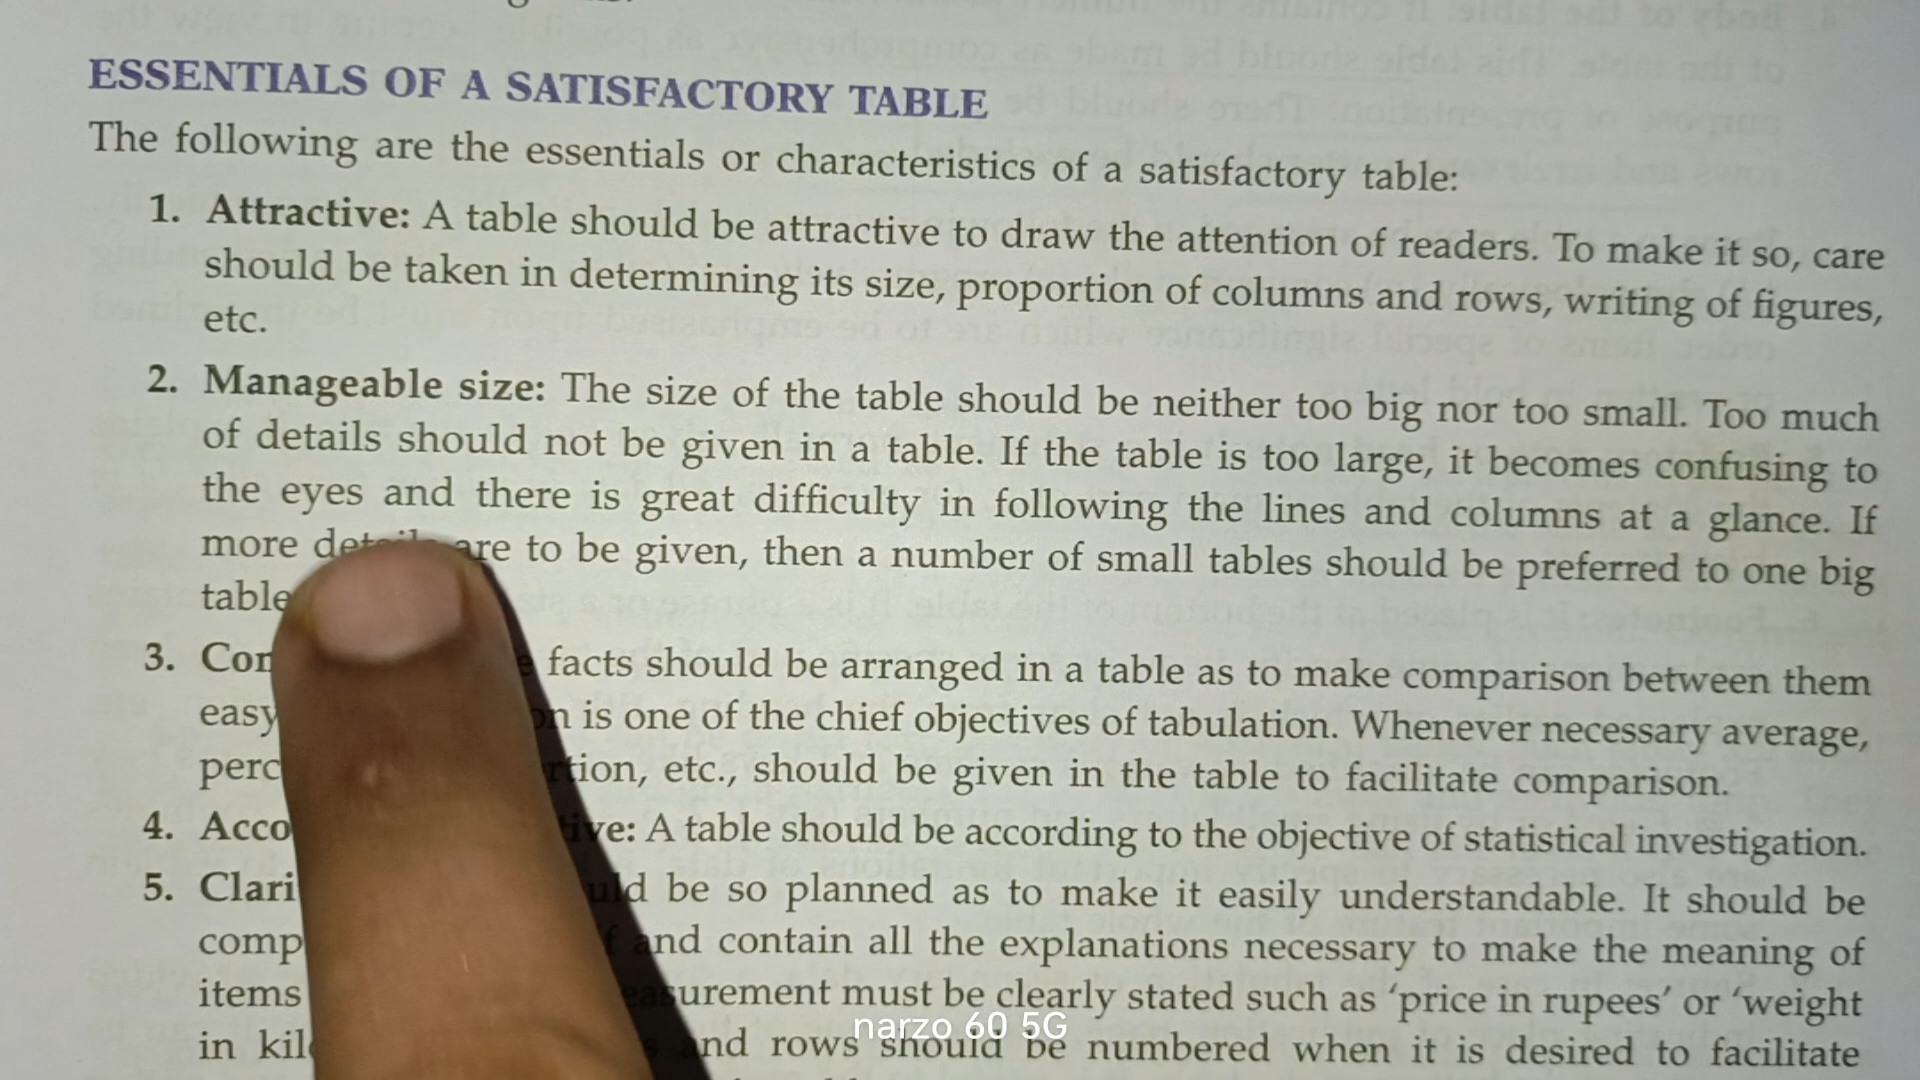 ESSENTIALS OF A SATISFACTORY TABLE
The following are the essentials or characteristics of a satisfactory table:
1. Attractive: A table should be attractive to draw the attention of readers. To make it so, care
should be taken in determining its size, proportion of columns and rows, writing of figures,
etc.
2. Manageable size: The size of the table should be neither too big nor too small. Too much
of details should not be given in a table. If the table is too large, it becomes confusing to
the eyes and there is great difficulty in following the lines and columns at a glance. If
more details are to be given, then a number of small tables should be preferred to one big
table
3. facts should be arranged in a table as to make comparison between them
easy is one of the chief objectives of tabulation. Whenever necessary average,
etc., should be given in the table to facilitate comparison.
4. A table should be according to the objective of statistical investigation.
5. be so planned as to make it easily understandable. It should be
and contain all the explanations necessary to make the meaning of
items must be clearly stated such as ‘price in rupees’ or ‘weight
in and rows should be numbered when it is desired to facilitate
narzo 60 5G